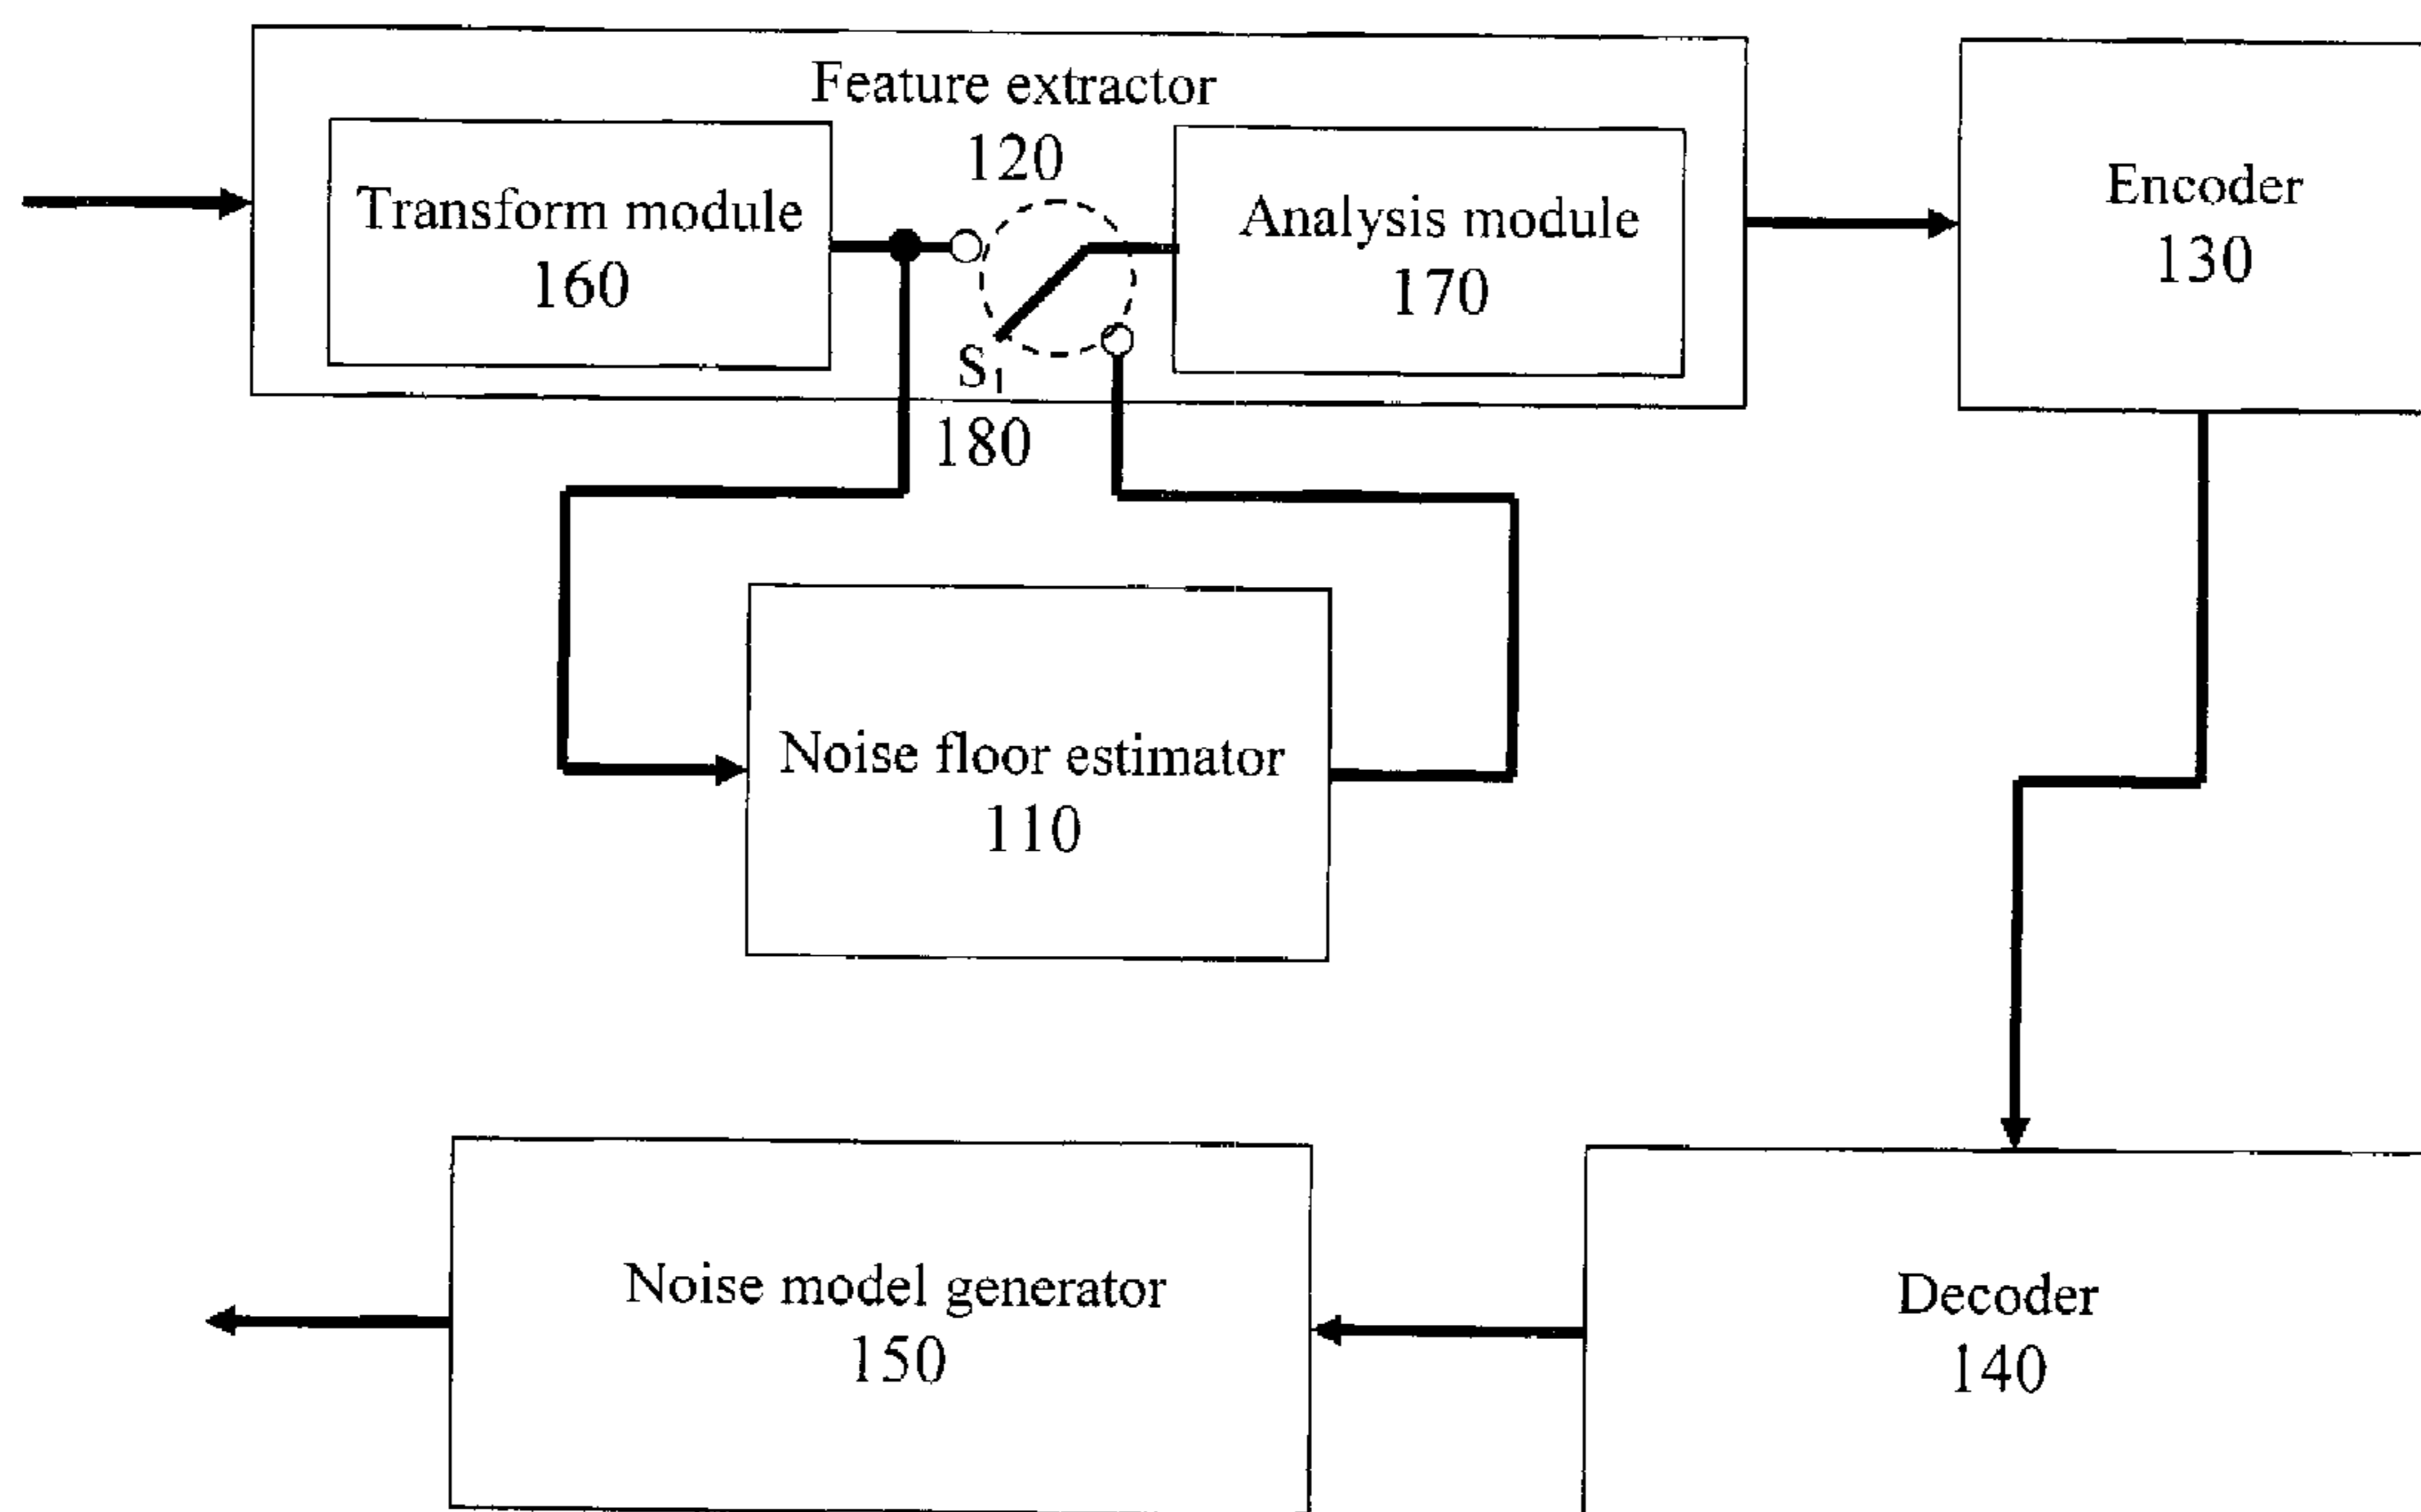 Feature extractor
120
Transform module
160
Analysis module
170
S1
180
Encoder
130
Noise floor estimator
110
Noise model generator
150
Decoder
140